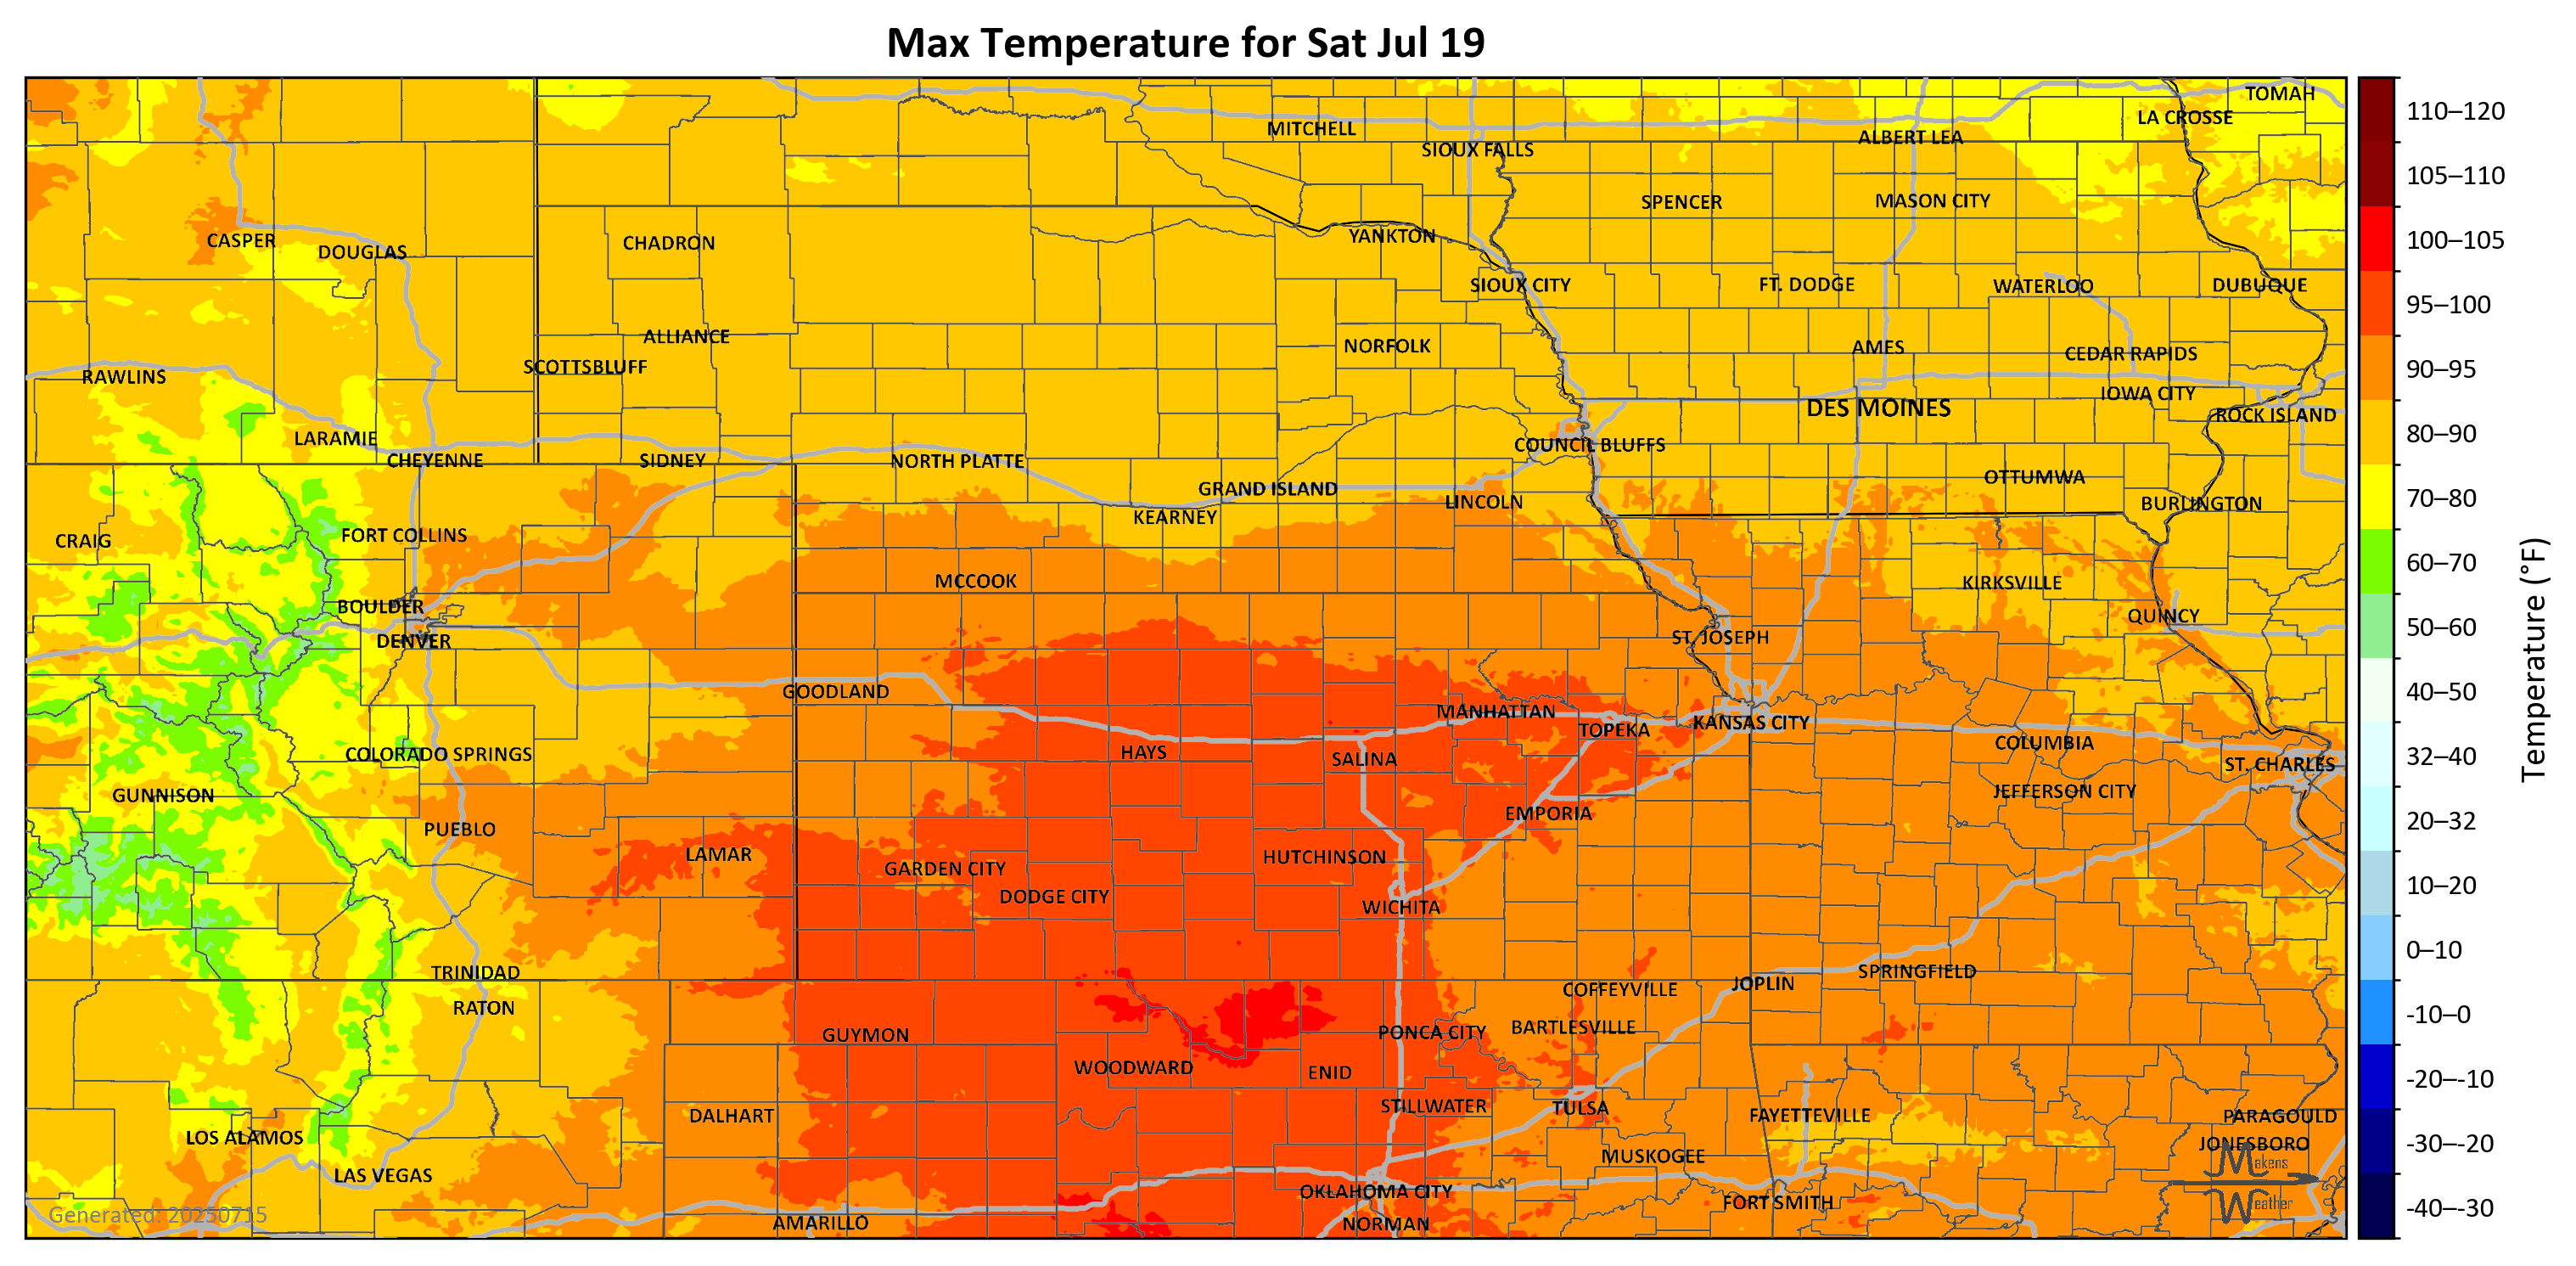 Max Temperature for Sat Jul 19
TOMAH
LA CROSSE
MITCHELL
ALBERT LEA
SIOUX FALLS
SPENCER
MASON CITY
CASPER
DOUGLAS
CHADRON
YANKTON
SIOUX CITY
FT. DODGE
WATERLOO
DUBUQUE
ALLIANCE
NORFOLK
AMES
CEDAR RAPIDS
SCOTTSBLUFF
RAWLINS
IOWA CITY
DES MOINES
ROCK ISLAND
LARAMIE
COUNCIL BLUFFS
CHEYENNE
SIDNEY
NORTH PLATTE
OTTUMWA
GRAND ISLAND
LINCOLN
BURLINGTON
KEARNEY
FORT COLLINS
CRAIG
MCCOOK
KIRKSVILLE
BOULDER
QUINCY
DENVER
ST. JOSEPH
GOODLAND
MANHATTAN
KANSAS CITY
TOPEKA
COLUMBIA
HAYS
COLORADO SPRINGS
SALINA
ST. CHARLES
JEFFERSON CITY
GUNNISON
EMPORIA
PUEBLO
LAMAR
HUTCHINSON
GARDEN CITY
DODGE CITY
WICHITA
TRINIDAD
SPRINGFIELD
JOPLIN
COFFEYVILLE
RATON
BARTLESVILLE
PONCA CITY
GUYMON
WOODWARD
ENID
STILLWATER
TULSA
DALHART
FAYETTEVILLE
PARAGOULD
LOS ALAMOS
JONESBORO
MUSKOGEE
LAS VEGAS
OKLAHOMA CITY
FORT SMITH
AMARILLO
NORMAN
Generated: 20250715
Makens
Weather
110–120
105–110
100–105
95–100
90–95
80–90
70–80
60–70
50–60
40–50
32–40
20–32
10–20
0–10
-10–0
-20–-10
-30–-20
-40–-30
Temperature (°F)